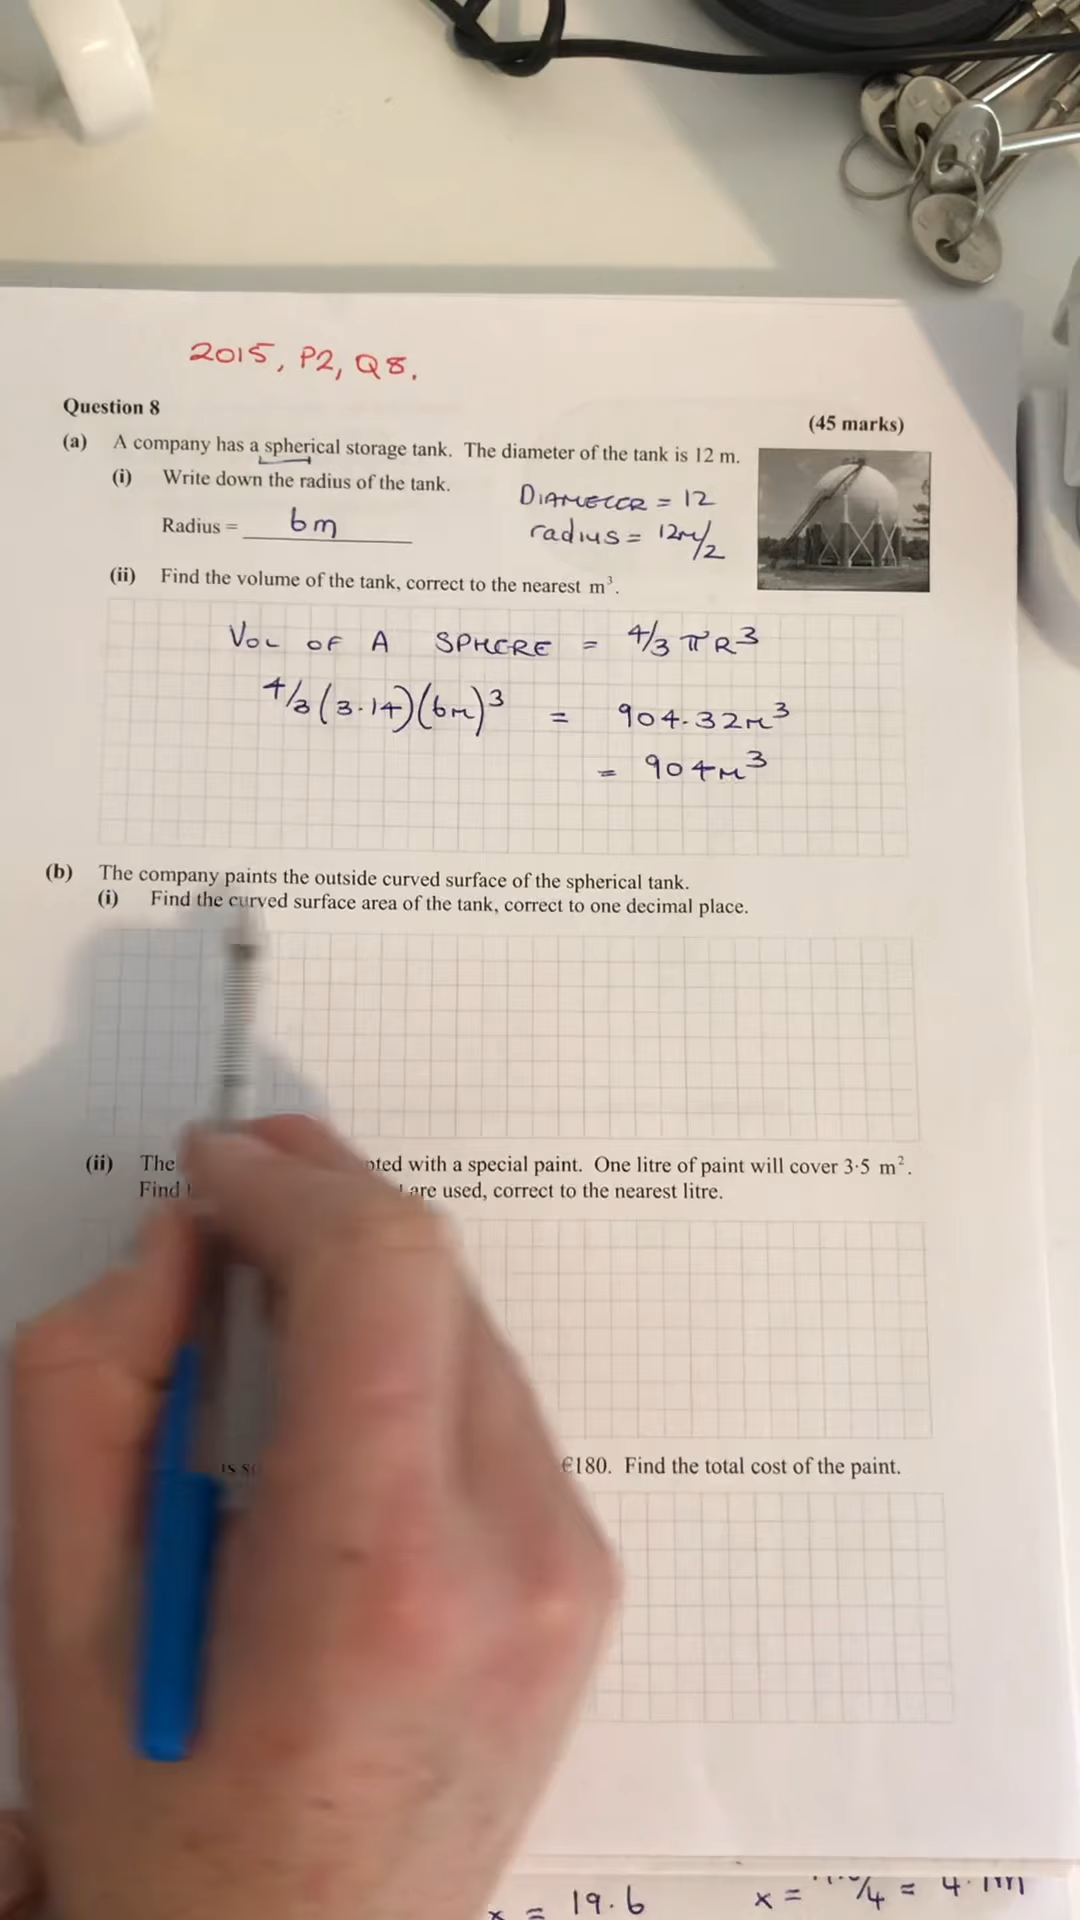 2015, P2, Q8.
Question 8
(45 marks)
(a) A company has a spherical storage tank. The diameter of the tank is 12 m.
(i) Write down the radius of the tank.
DIAMETER = 12
Radius = 6m
radius = 12m/2
(ii) Find the volume of the tank, correct to the nearest m³.
VOL OF A SPHERE = 4/3 π R³
4/3 (3.14)(6m)³ = 904.32m³
= 904m³
(b) The company paints the outside curved surface of the spherical tank.
(i) Find the curved surface area of the tank, correct to one decimal place.
(ii) The with a special paint. One litre of paint will cover 3·5 m².
Find are used, correct to the nearest litre.
€180. Find the total cost of the paint.
= 19.6
x = /4 = 4.1m